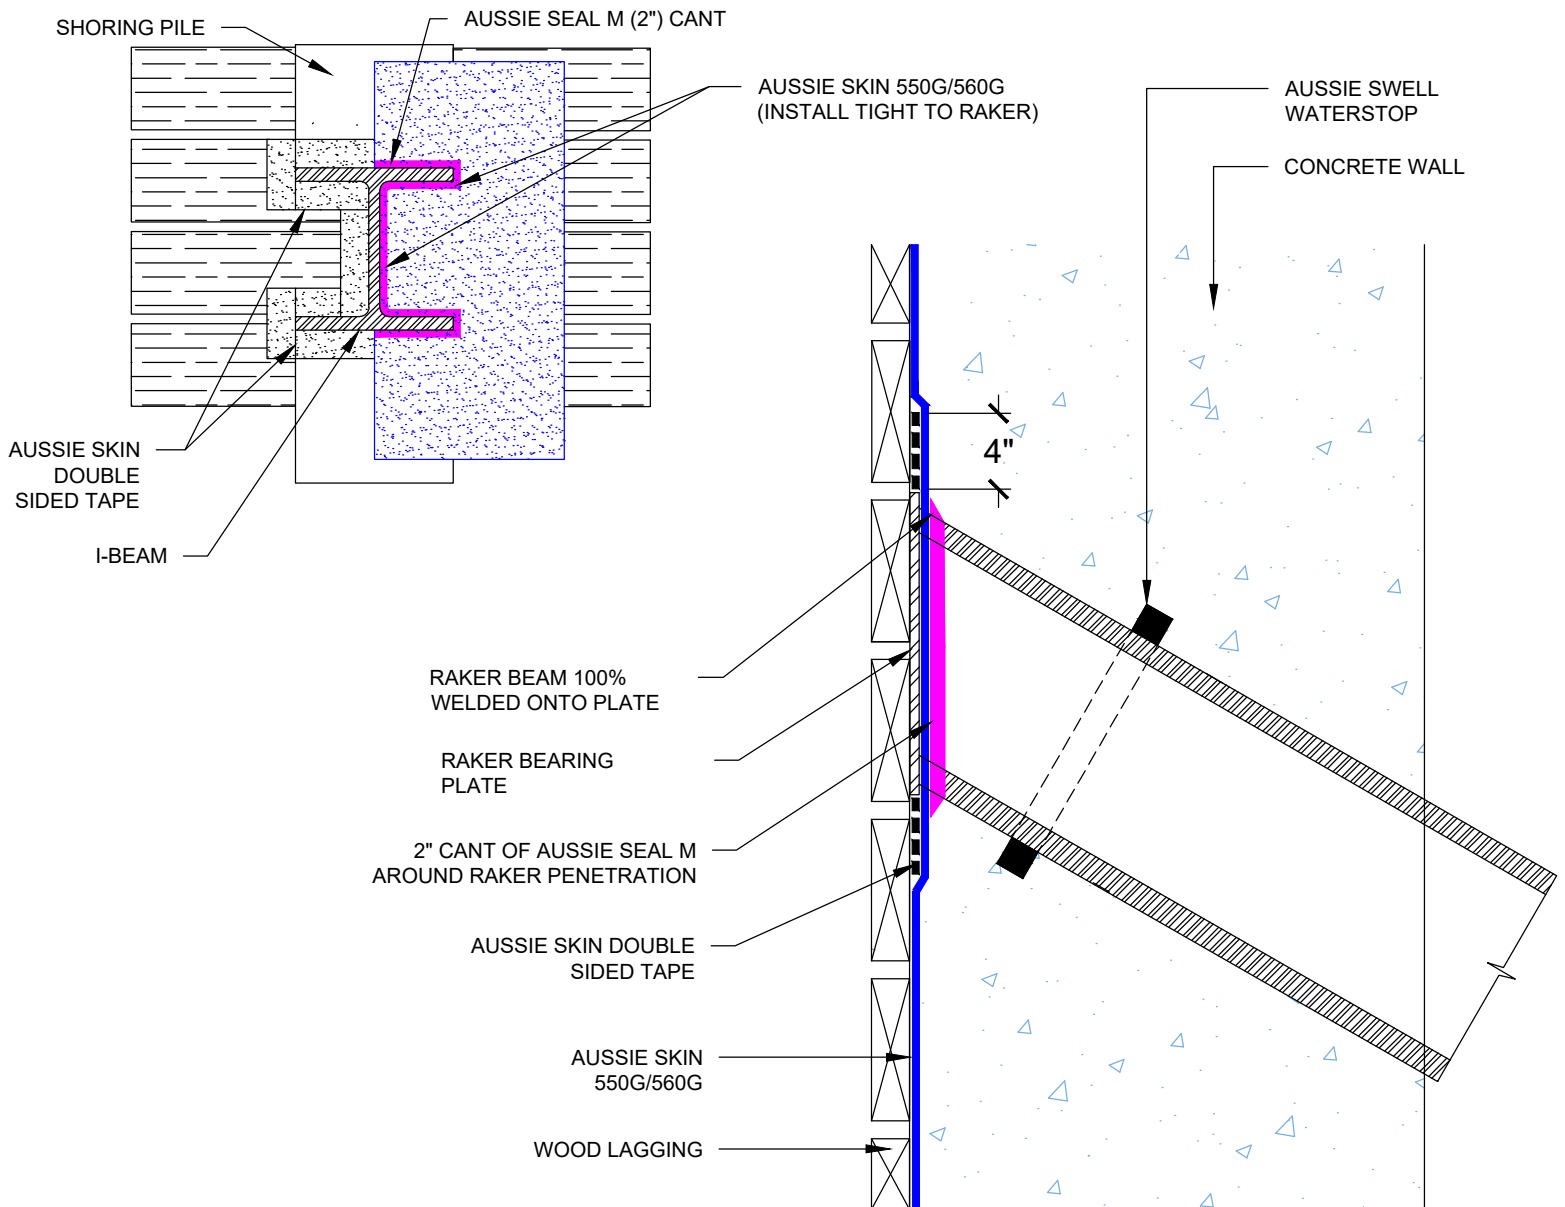 SHORING PILE
AUSSIE SEAL M (2") CANT
AUSSIE SKIN 550G/560G
(INSTALL TIGHT TO RAKER)
AUSSIE SWELL
WATERSTOP
CONCRETE WALL
AUSSIE SKIN
DOUBLE
SIDED TAPE
I-BEAM
4"
RAKER BEAM 100%
WELDED ONTO PLATE
RAKER BEARING
PLATE
2" CANT OF AUSSIE SEAL M
AROUND RAKER PENETRATION
AUSSIE SKIN DOUBLE
SIDED TAPE
AUSSIE SKIN
550G/560G
WOOD LAGGING